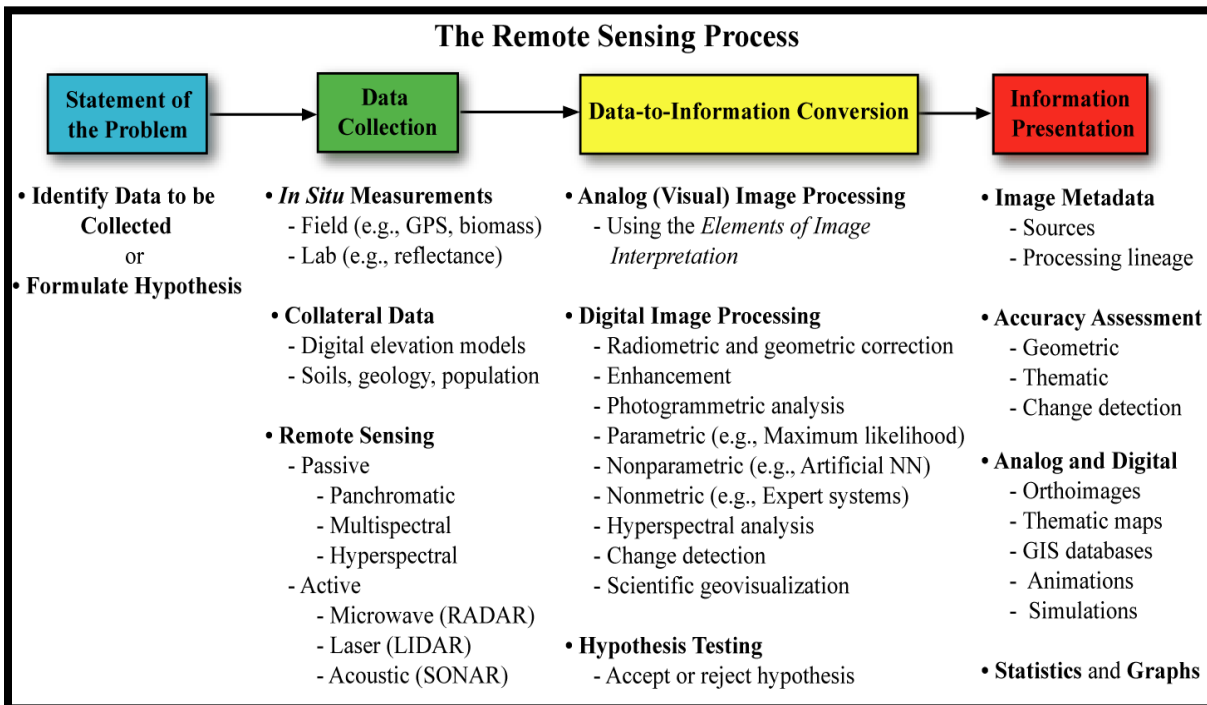 The Remote Sensing Process
Statement of
the Problem
• Identify Data to be
Collected
or
• Formulate Hypothesis
Data
Collection
• In Situ Measurements
- Field (e.g., GPS, biomass)
- Lab (e.g., reflectance)
• Collateral Data
- Digital elevation models
- Soils, geology, population
• Remote Sensing
- Passive
- Panchromatic
- Multispectral
- Hyperspectral
- Active
- Microwave (RADAR)
- Laser (LIDAR)
- Acoustic (SONAR)
Data-to-Information Conversion
• Analog (Visual) Image Processing
- Using the Elements of Image
Interpretation
• Digital Image Processing
- Radiometric and geometric correction
- Enhancement
- Photogrammetric analysis
- Parametric (e.g., Maximum likelihood)
- Nonparametric (e.g., Artificial NN)
- Nonmetric (e.g., Expert systems)
- Hyperspectral analysis
- Change detection
- Scientific geovisualization
• Hypothesis Testing
- Accept or reject hypothesis
Information
Presentation
• Image Metadata
- Sources
- Processing lineage
• Accuracy Assessment
- Geometric
- Thematic
- Change detection
• Analog and Digital
- Orthoimages
- Thematic maps
- GIS databases
- Animations
- Simulations
• Statistics and Graphs